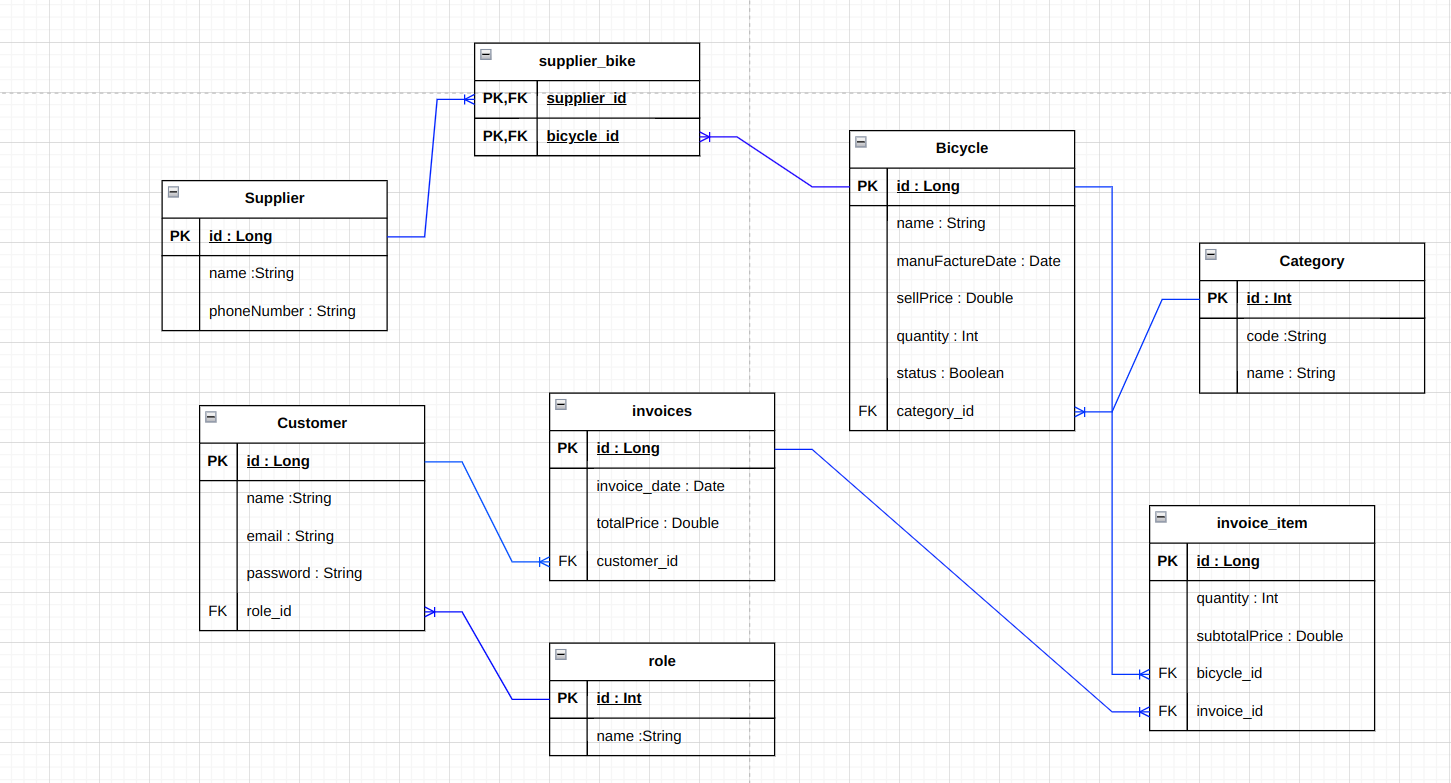 supplier_bike
PK,FK supplier_id
PK,FK bicycle_id
Bicycle
PK id : Long
name : String
manuFactureDate : Date
sellPrice : Double
quantity : Int
status : Boolean
FK category_id
Supplier
PK id : Long
name :String
phoneNumber : String
Category
PK id : Int
code :String
name : String
Customer
PK id : Long
name :String
email : String
password : String
FK role_id
invoices
PK id : Long
invoice_date : Date
totalPrice : Double
FK customer_id
invoice_item
PK id : Long
quantity : Int
subtotalPrice : Double
FK bicycle_id
FK invoice_id
role
PK id : Int
name :String